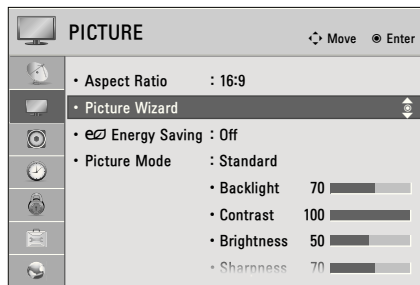 PICTURE
Move Enter
• Aspect Ratio : 16:9
• Picture Wizard
• Energy Saving : Off
• Picture Mode : Standard
• Backlight 70
• Contrast 100
• Brightness 50
• Sharpness 70